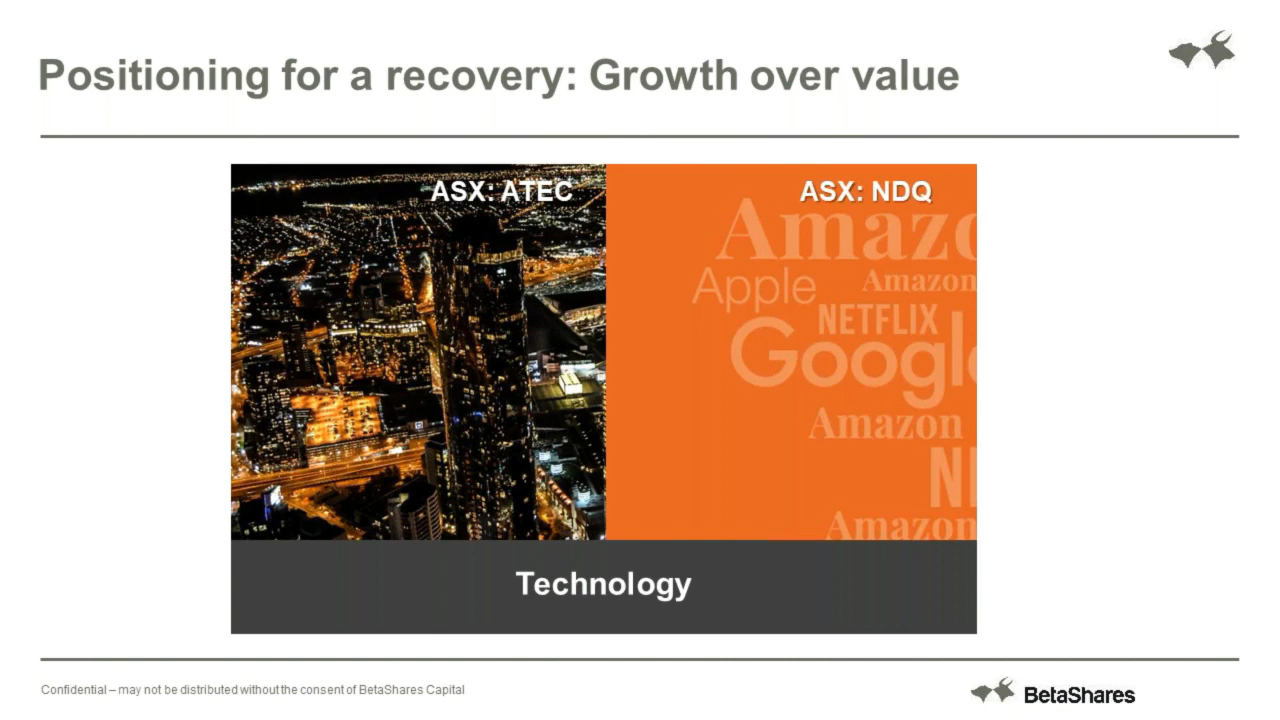 Positioning for a recovery: Growth over value
ASX: ATEC
ASX: NDQ
Amazo
Apple
Amazon
NETFLIX
Googl
Amazon
Amazon
Technology
Confidential – may not be distributed without the consent of BetaShares Capital
BetaShares